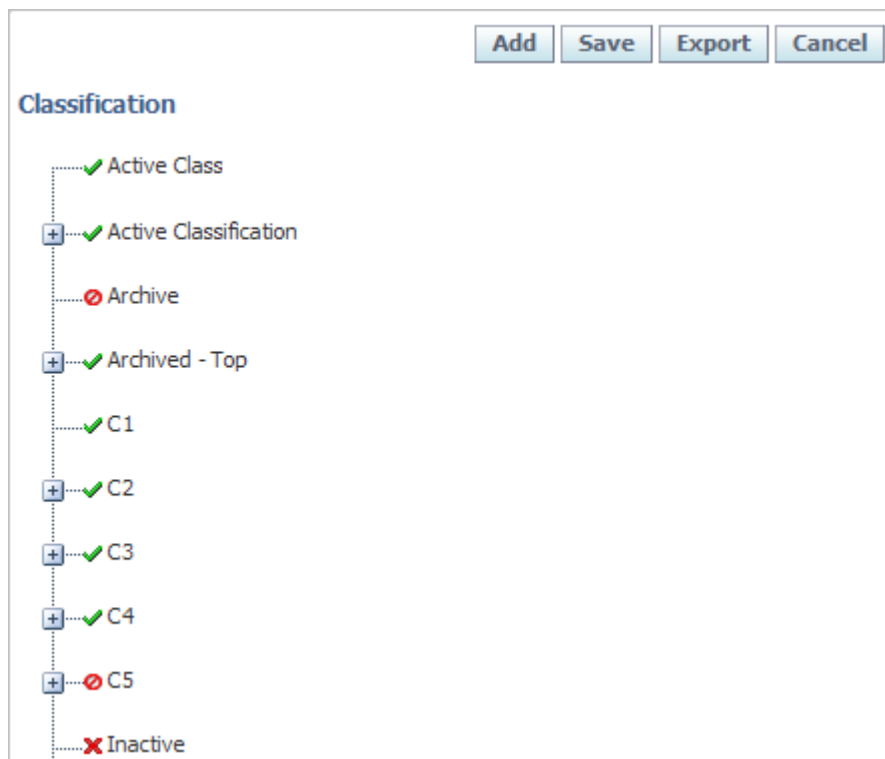 Add Save Export Cancel
Classification
Active Class
Active Classification
Archive
Archived - Top
C1
C2
C3
C4
C5
Inactive